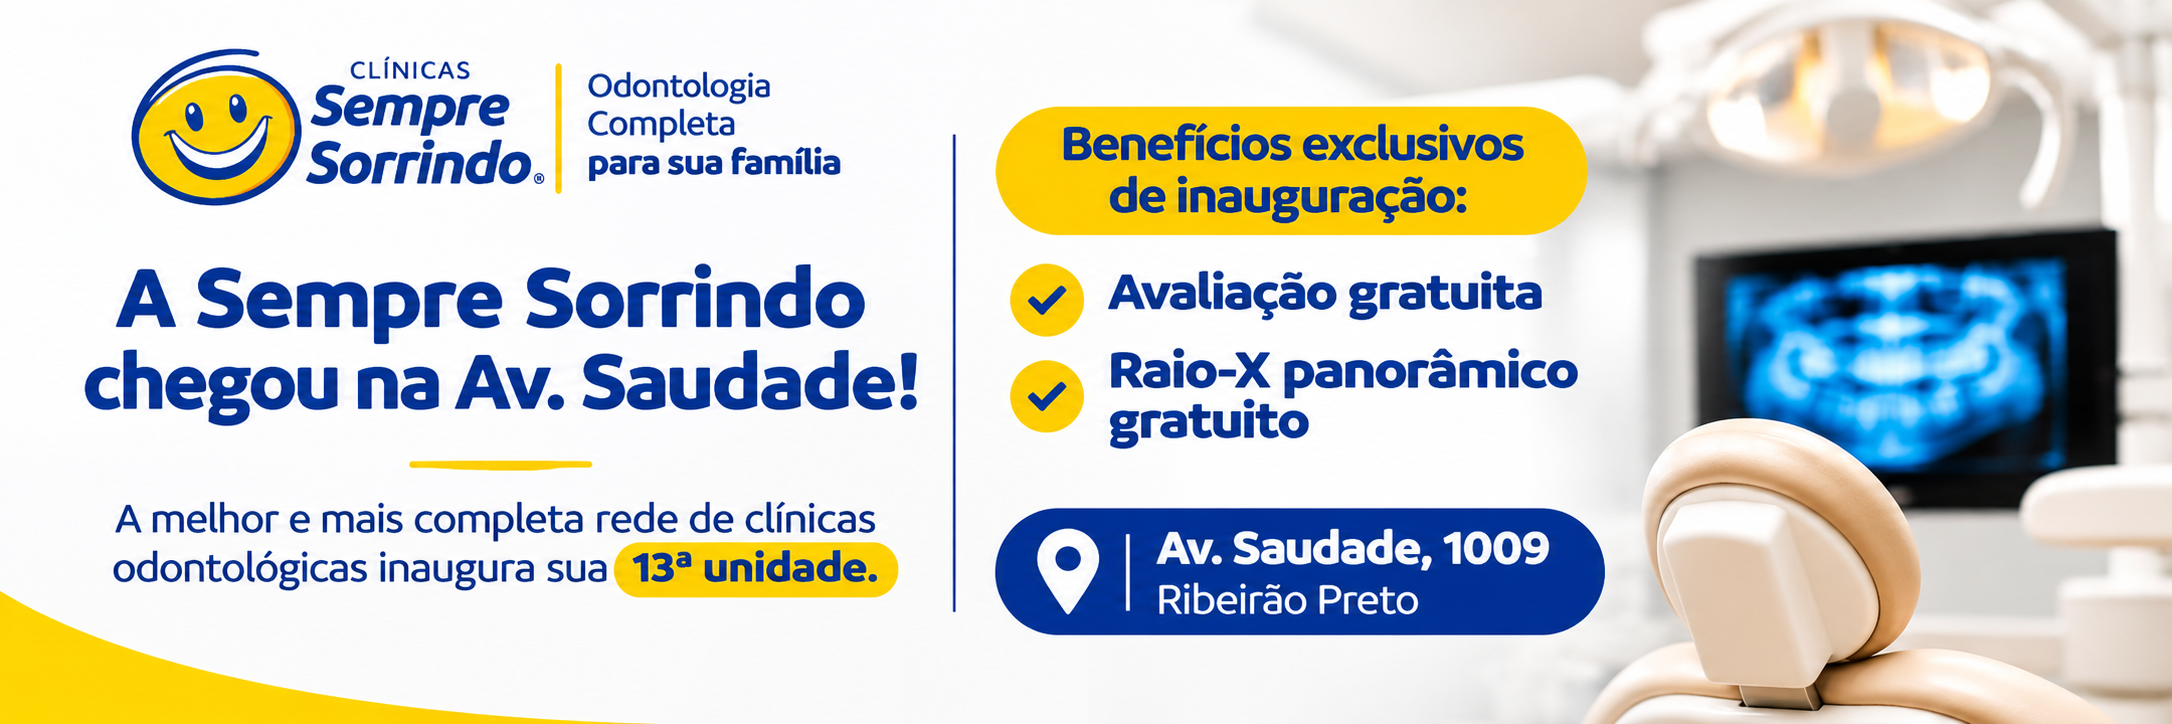 CLÍNICAS
Sempre
Sorrindo®
Odontologia
Completa
para sua família
A Sempre Sorrindo
chegou na Av. Saudade!
A melhor e mais completa rede de clínicas
odontológicas inaugura sua 13ª unidade.
Benefícios exclusivos
de inauguração:
Avaliação gratuita
Raio-X panorâmico
gratuito
Av. Saudade, 1009
Ribeirão Preto